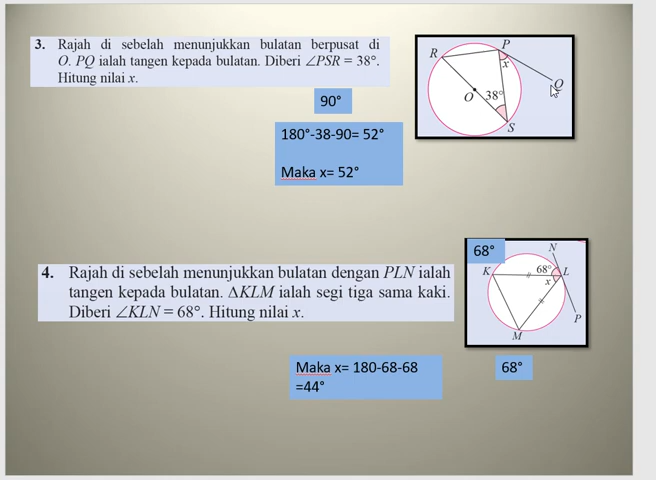 3. Rajah di sebelah menunjukkan bulatan berpusat di
O. PQ ialah tangen kepada bulatan. Diberi ∠PSR = 38°.
Hitung nilai x.
R
P
x
Q
O
38°
S
90°
180°-38-90= 52°
Maka x= 52°
4. Rajah di sebelah menunjukkan bulatan dengan PLN ialah
tangen kepada bulatan. ΔKLM ialah segi tiga sama kaki.
Diberi ∠KLN = 68°. Hitung nilai x.
68°
N
K
68°
L
x
P
M
Maka x= 180-68-68
=44°
68°